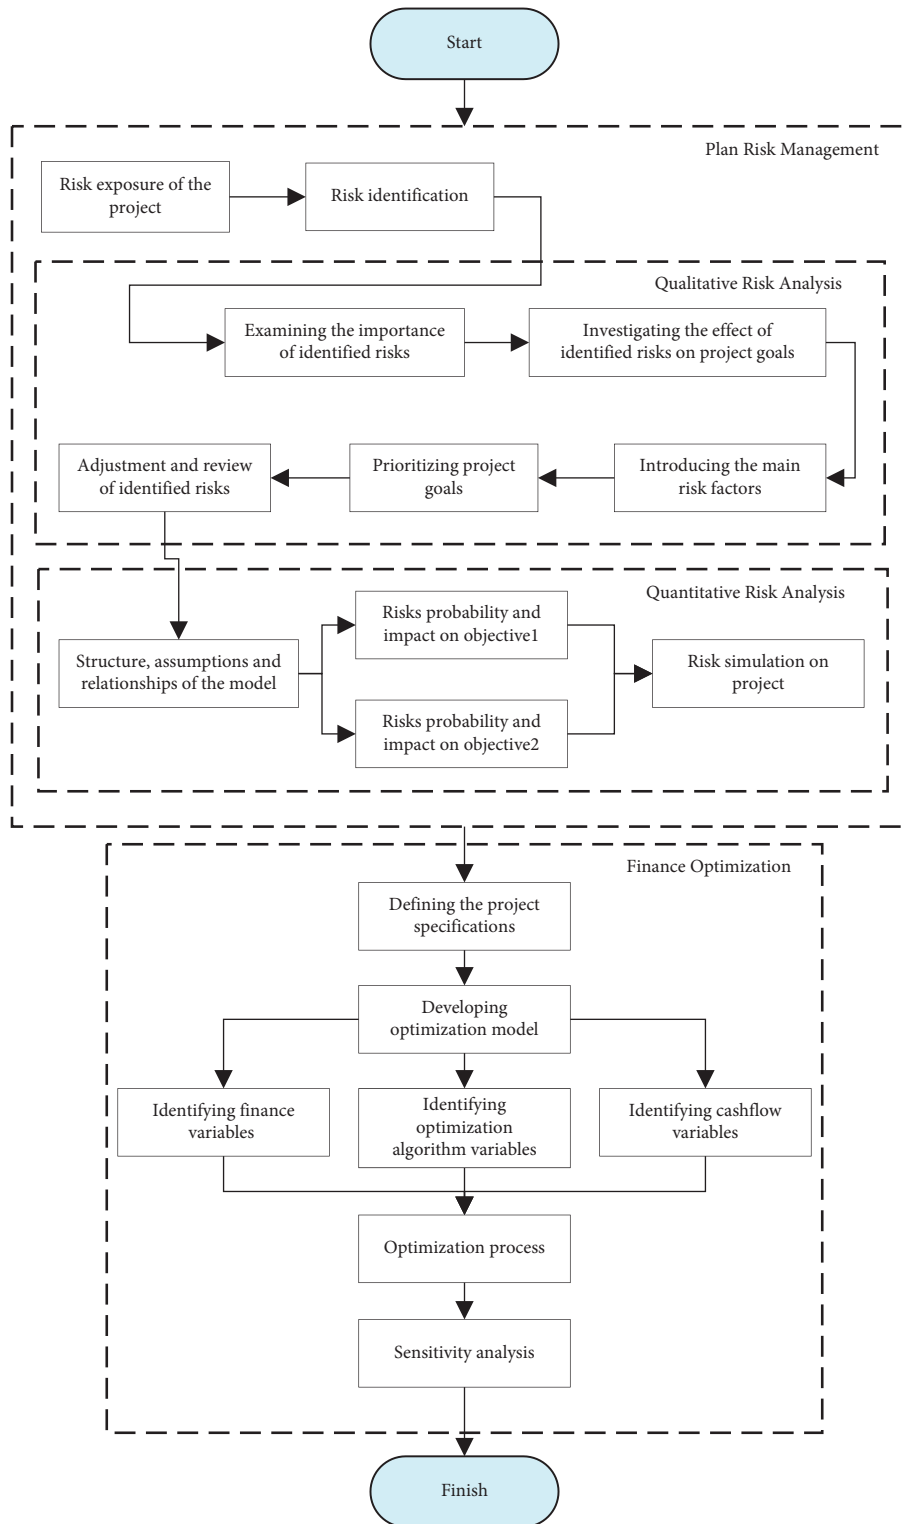 Start
Plan Risk Management
Risk exposure of the
project
Risk identification
Qualitative Risk Analysis
Examining the importance
of identified risks
Investigating the effect of
identified risks on project goals
Adjustment and review
of identified risks
Prioritizing project
goals
Introducing the main
risk factors
Quantitative Risk Analysis
Risks probability and
impact on objective1
Structure, assumptions and
relationships of the model
Risk simulation on
project
Risks probability and
impact on objective2
Finance Optimization
Defining the project
specifications
Developing
optimization model
Identifying finance
variables
Identifying
optimization
algorithm variables
Identifying cashflow
variables
Optimization process
Sensitivity analysis
Finish